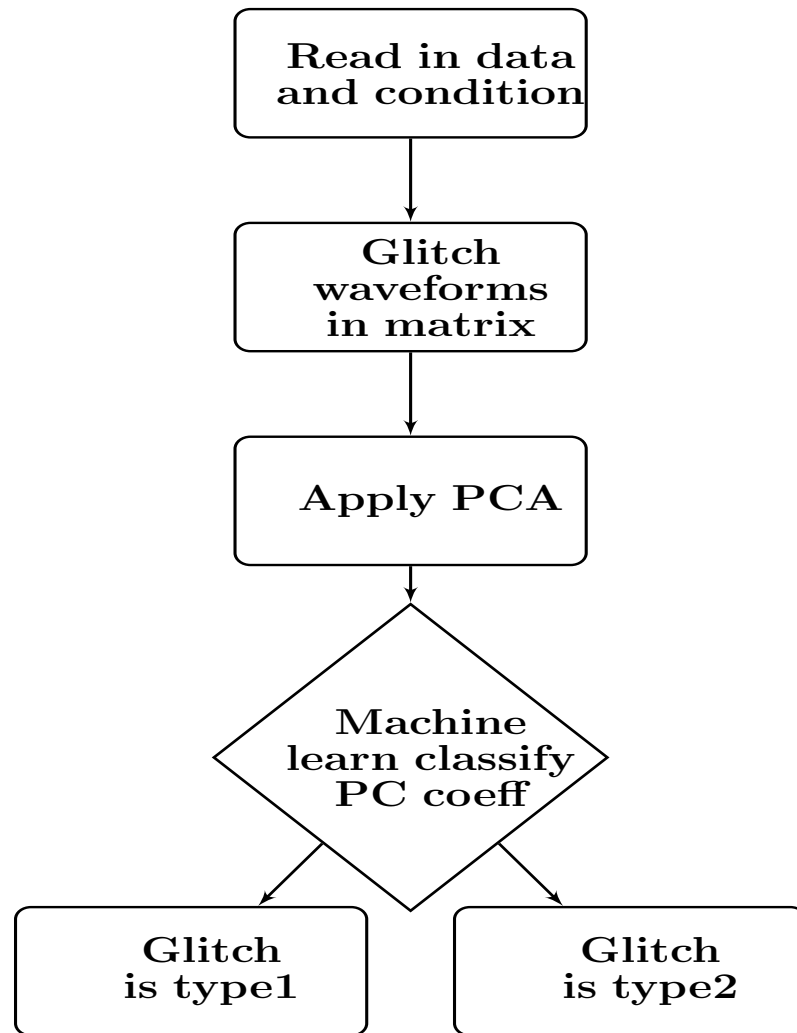 Read in data
and condition
Glitch
waveforms
in matrix
Apply PCA
Machine
learn classify
PC coeff
Glitch
is type1
Glitch
is type2